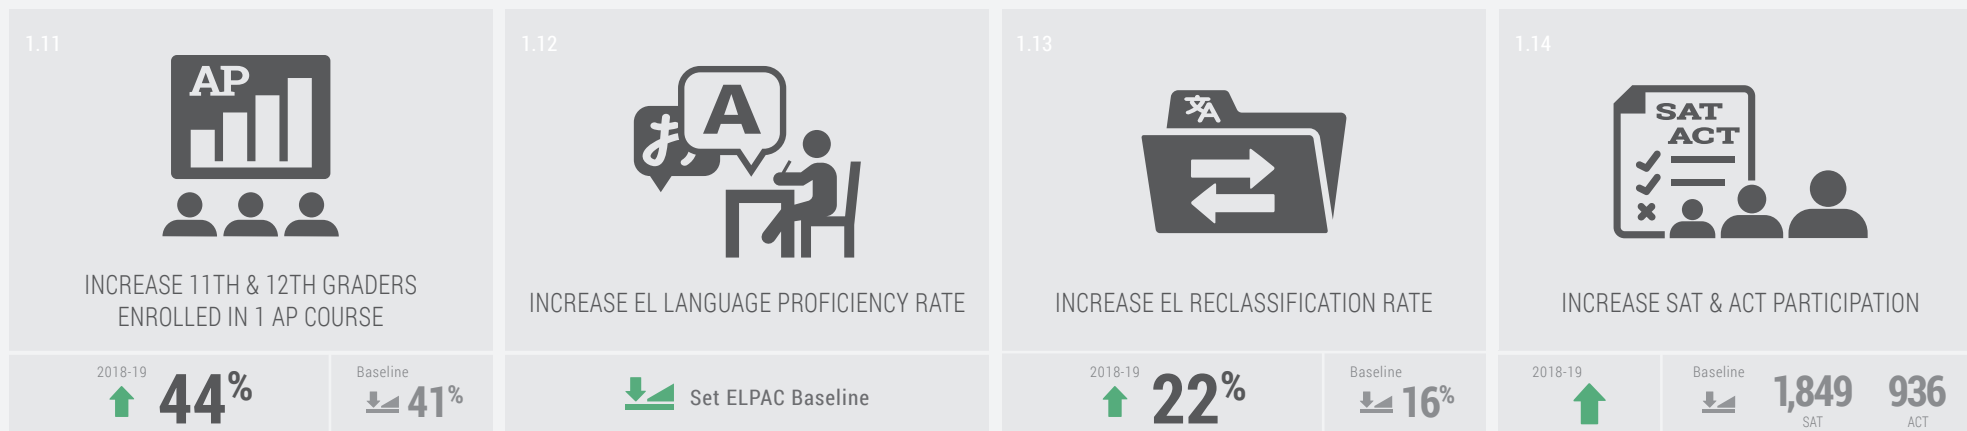 1.11
AP
INCREASE 11TH & 12TH GRADERS
ENROLLED IN 1 AP COURSE
2018-19
44%
Baseline
41%
1.12
あ
A
INCREASE EL LANGUAGE PROFICIENCY RATE
Set ELPAC Baseline
1.13
文A
INCREASE EL RECLASSIFICATION RATE
2018-19
22%
Baseline
16%
1.14
SAT
ACT
INCREASE SAT & ACT PARTICIPATION
2018-19
Baseline
1,849
SAT
936
ACT